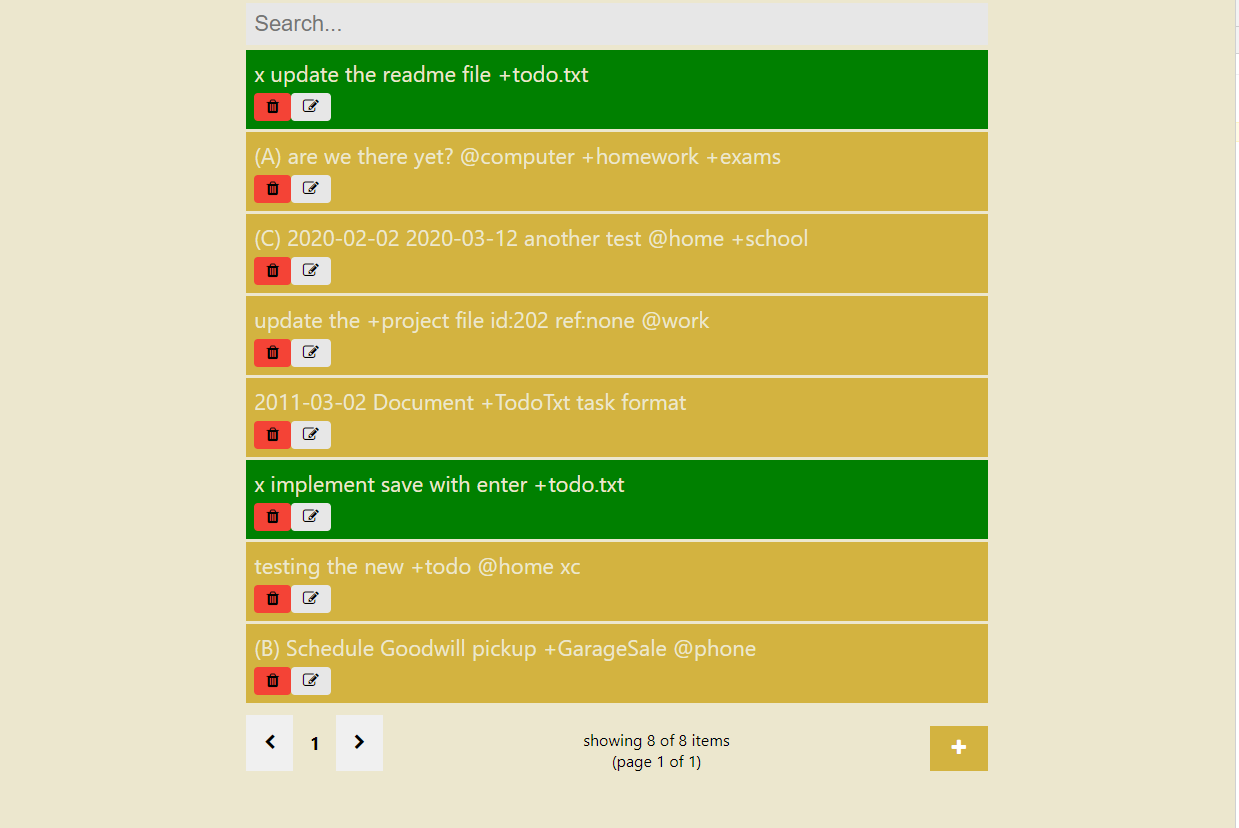 Search...
x update the readme file +todo.txt
(A) are we there yet? @computer +homework +exams
(C) 2020-02-02 2020-03-12 another test @home +school
update the +project file id:202 ref:none @work
2011-03-02 Document +TodoTxt task format
x implement save with enter +todo.txt
testing the new +todo @home xc
(B) Schedule Goodwill pickup +GarageSale @phone
1
showing 8 of 8 items
(page 1 of 1)